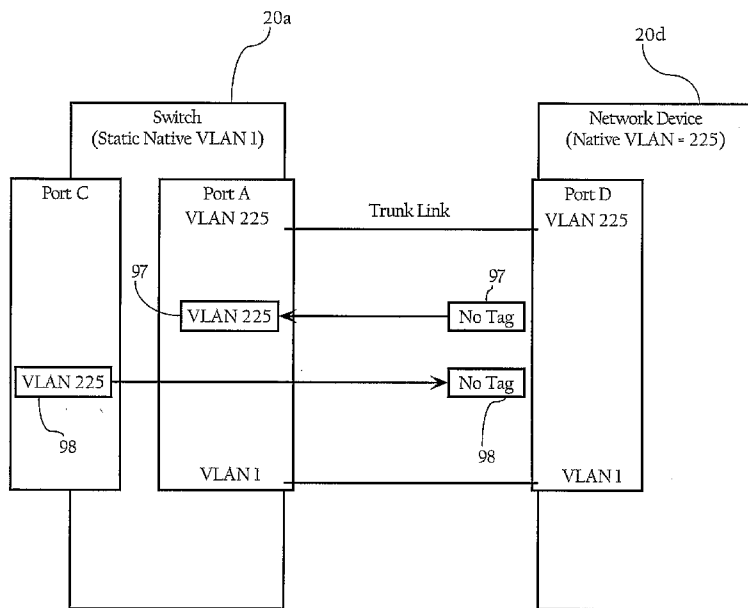 20a
20d
Switch
(Static Native VLAN 1)
Network Device
(Native VLAN = 225)
Port C
Port A
VLAN 225
Trunk Link
Port D
VLAN 225
97
VLAN 225
97
No Tag
VLAN 225
98
No Tag
98
VLAN 1
VLAN 1